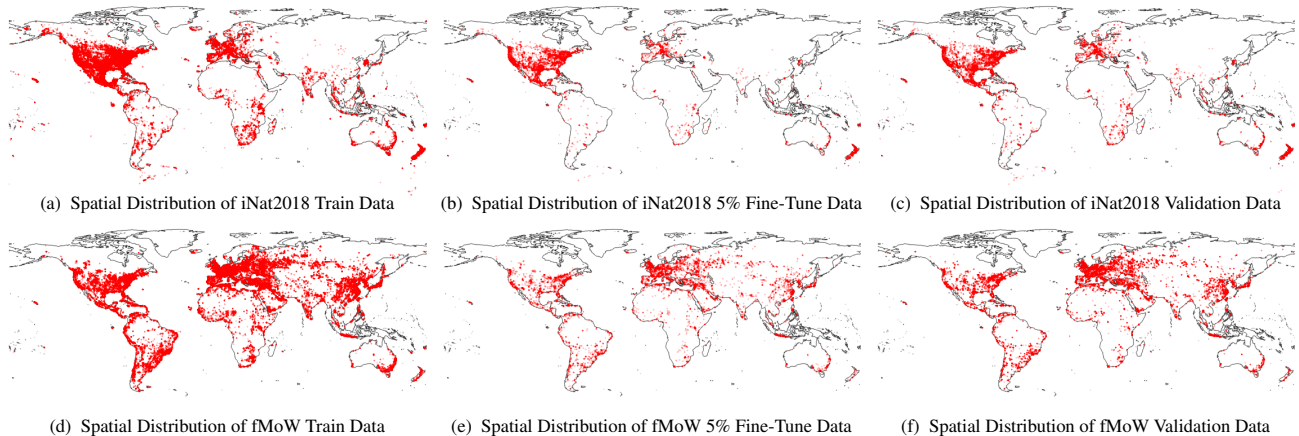 (a) Spatial Distribution of iNat2018 Train Data
(b) Spatial Distribution of iNat2018 5% Fine-Tune Data
(c) Spatial Distribution of iNat2018 Validation Data
(d) Spatial Distribution of fMoW Train Data
(e) Spatial Distribution of fMoW 5% Fine-Tune Data
(f) Spatial Distribution of fMoW Validation Data